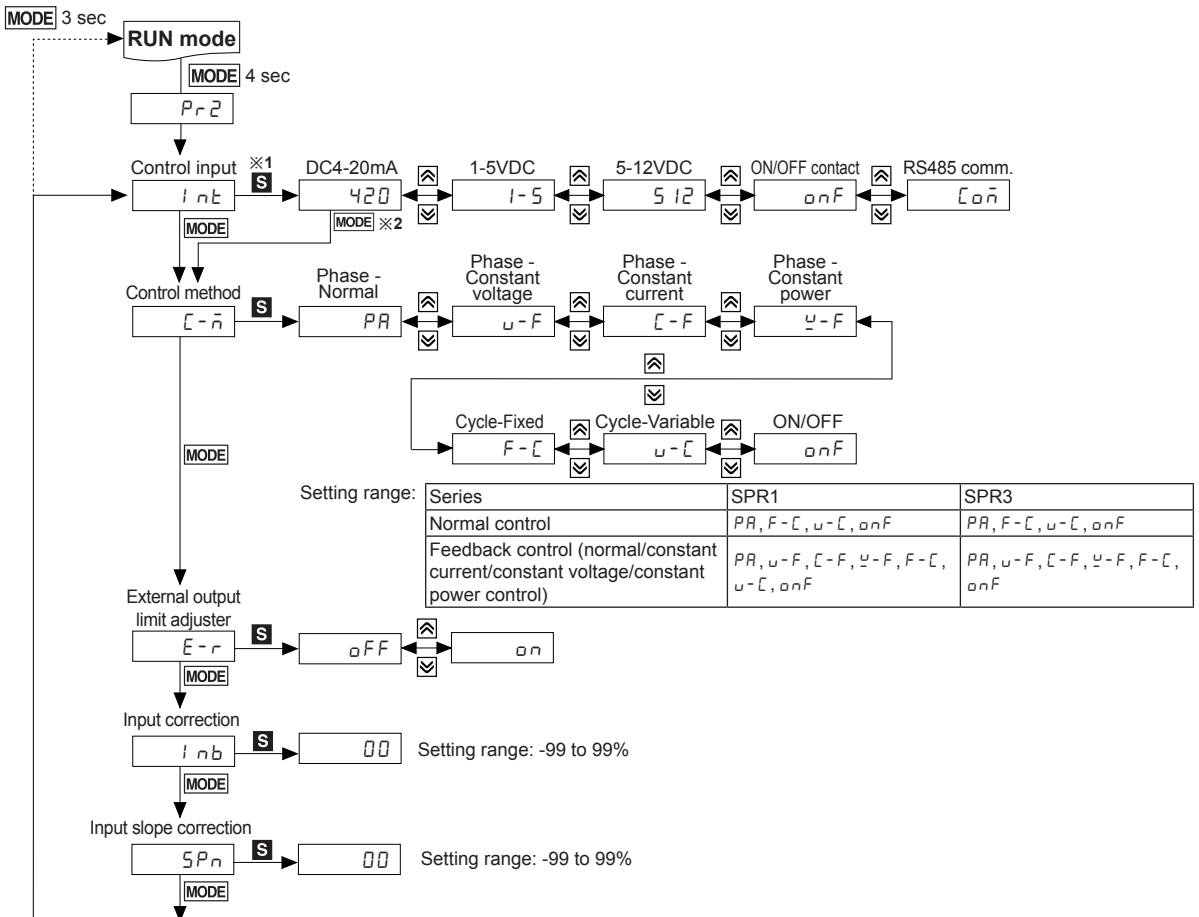 MODE 3 sec
RUN mode
MODE 4 sec
Pr2
Control input ※1 DC4-20mA 1-5VDC 5-12VDC ON/OFF contact RS485 comm.
Int S 420 1-5 512 onF Com
MODE MODE ※2
Control method
Phase - Normal
Phase - Constant voltage
Phase - Constant current
Phase - Constant power
C-m S PA u-F C-F W-F
Cycle-Fixed Cycle-Variable ON/OFF
F-C u-C onF
MODE
Setting range:
Series SPR1 SPR3
Normal control PA, F-C, u-C, onF PA, F-C, u-C, onF
Feedback control (normal/constant
current/constant voltage/constant
power control)
PA, u-F, C-F, W-F, F-C,
u-C, onF
PA, u-F, C-F, W-F, F-C,
onF
External output
limit adjuster
E-r S oFF on
MODE
Input correction
Inb S 00 Setting range: -99 to 99%
MODE
Input slope correction
SPn S 00 Setting range: -99 to 99%
MODE